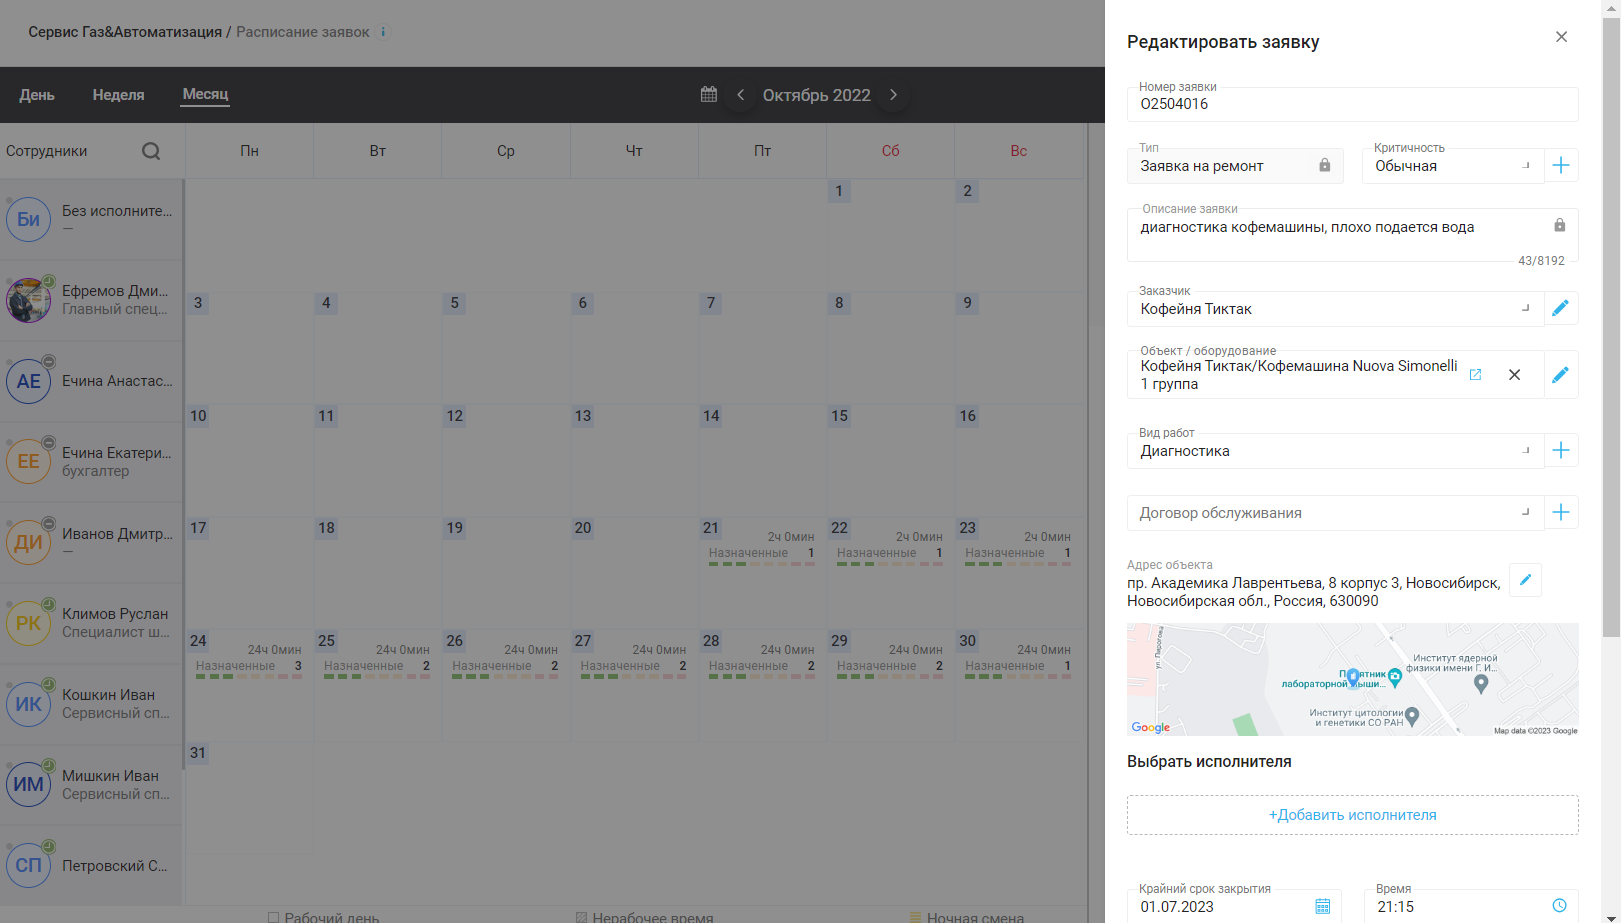 Сервис Газ&Автоматизация / Расписание заявок i
День Неделя Месяц
Октябрь 2022
Сотрудники
Пн Вт Ср Чт Пт Сб Вс
Би
Без исполните...
—
Ефремов Дми...
Главный спец...
АЕ
Ечина Анастас...
ЕЕ
Ечина Екатери...
бухгалтер
ДИ
Иванов Дмитр...
—
РК
Климов Руслан
Специалист ш...
ИК
Кошкин Иван
Сервисный сп...
ИМ
Мишкин Иван
Сервисный сп...
СП
Петровский С...
1 2
3 4 5 6 7 8 9
10 11 12 13 14 15 16
17 18 19 20 21 22 23
2ч 0мин 2ч 0мин 2ч 0мин
Назначенные 1 Назначенные 1 Назначенные 1
24 25 26 27 28 29 30
24ч 0мин 24ч 0мин 24ч 0мин 24ч 0мин 24ч 0мин 24ч 0мин 24ч 0мин
Назначенные 3 Назначенные 2 Назначенные 2 Назначенные 2 Назначенные 2 Назначенные 2 Назначенные 1
31
Рабочий день Нерабочее время Ночная смена
Редактировать заявку
Номер заявки
О2504016
Тип
Заявка на ремонт
Критичность
Обычная
Описание заявки
диагностика кофемашины, плохо подается вода
43/8192
Заказчик
Кофейня Тиктак
Объект / оборудование
Кофейня Тиктак/Кофемашина Nuova Simonelli
1 группа
Вид работ
Диагностика
Договор обслуживания
Адрес объекта
пр. Академика Лаврентьева, 8 корпус 3, Новосибирск,
Новосибирская обл., Россия, 630090
ул. Пирогова
Институт ядерной
физики имени Г. И...
лабораторной
Институт цитологии
и генетики СО РАН
Google
Map data ©2023 Google
Выбрать исполнителя
+Добавить исполнителя
Крайний срок закрытия
01.07.2023
Время
21:15